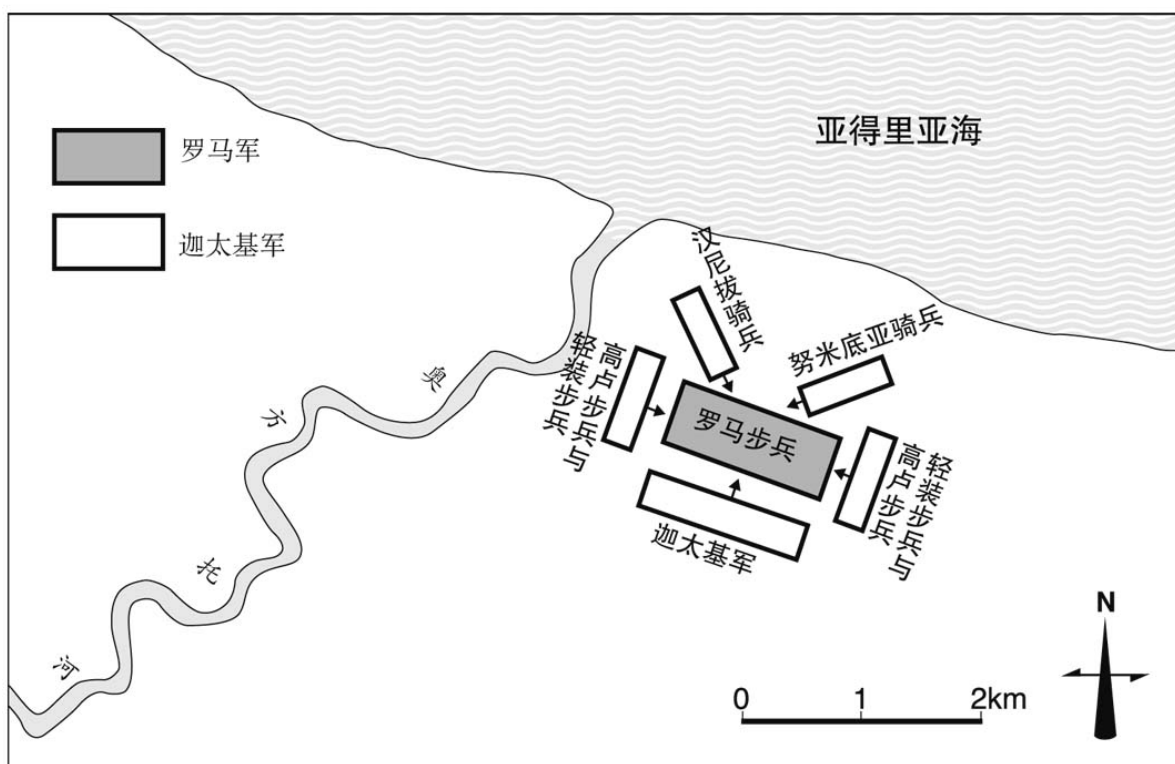 亚得里亚海
罗马军
迦太基军
汉尼拔骑兵
努米底亚骑兵
高卢步兵与
轻装步兵
罗马步兵
轻装步兵与
高卢步兵
迦太基军
奥
方
托
河
N
0 1 2km